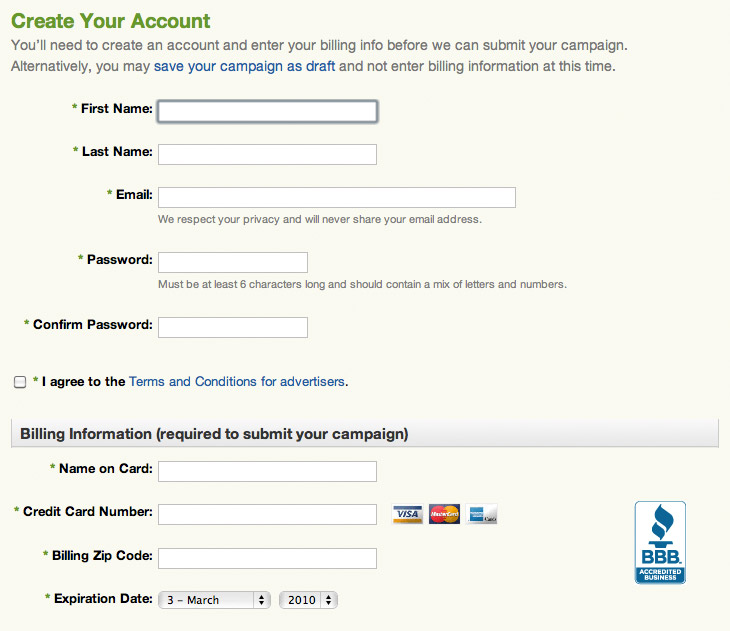 Create Your Account
You'll need to create an account and enter your billing info before we can submit your campaign.
Alternatively, you may save your campaign as draft and not enter billing information at this time.
* First Name:
* Last Name:
* Email:
We respect your privacy and will never share your email address.
* Password:
Must be at least 6 characters long and should contain a mix of letters and numbers.
* Confirm Password:
* I agree to the Terms and Conditions for advertisers.
Billing Information (required to submit your campaign)
* Name on Card:
* Credit Card Number:
VISA MasterCard
* Billing Zip Code:
BBB.
ACCREDITED
BUSINESS
* Expiration Date: 3 - March 2010